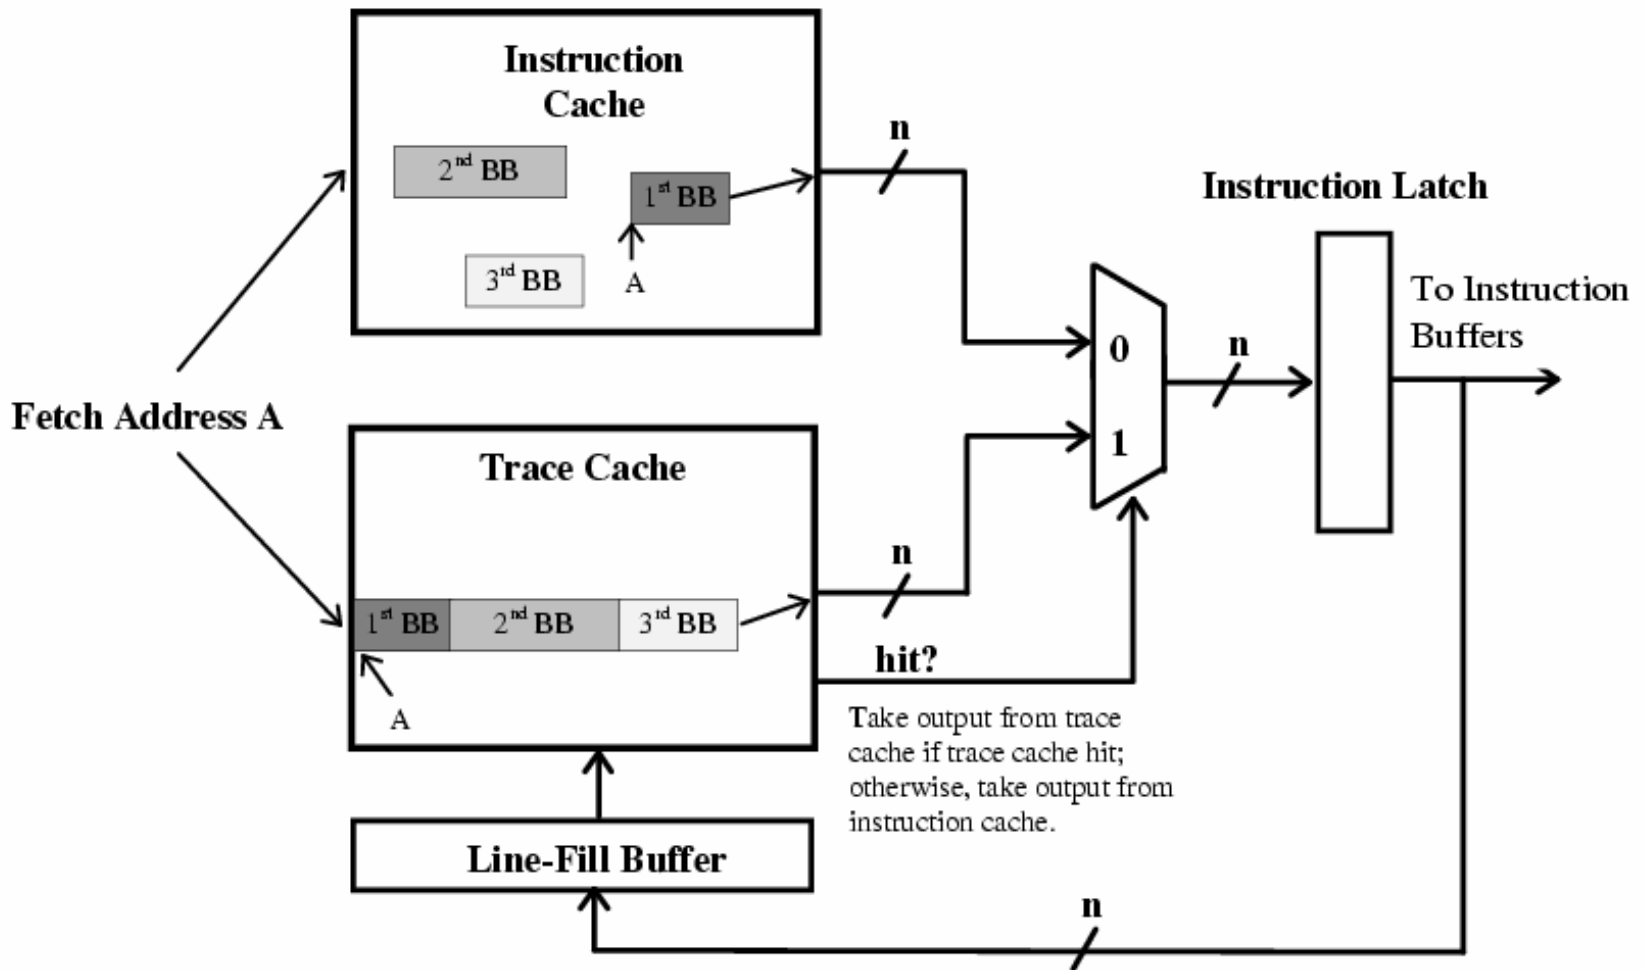 Instruction
Cache
2nd BB
1st BB
3rd BB
A
n
Instruction Latch
0
1
n
To Instruction
Buffers
Fetch Address A
Trace Cache
1st BB 2nd BB 3rd BB
A
n
hit?
Take output from trace
cache if trace cache hit;
otherwise, take output from
instruction cache.
Line-Fill Buffer
n